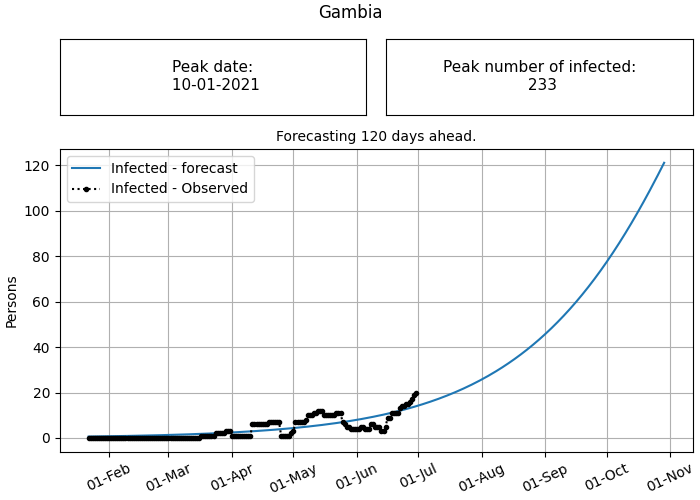 Gambia
Peak date:
10-01-2021
Peak number of infected:
233
Forecasting 120 days ahead.
Infected - forecast
Infected - Observed
Persons
120
100
80
60
40
20
0
01-Feb
01-Mar
01-Apr
01-May
01-Jun
01-Jul
01-Aug
01-Sep
01-Oct
01-Nov